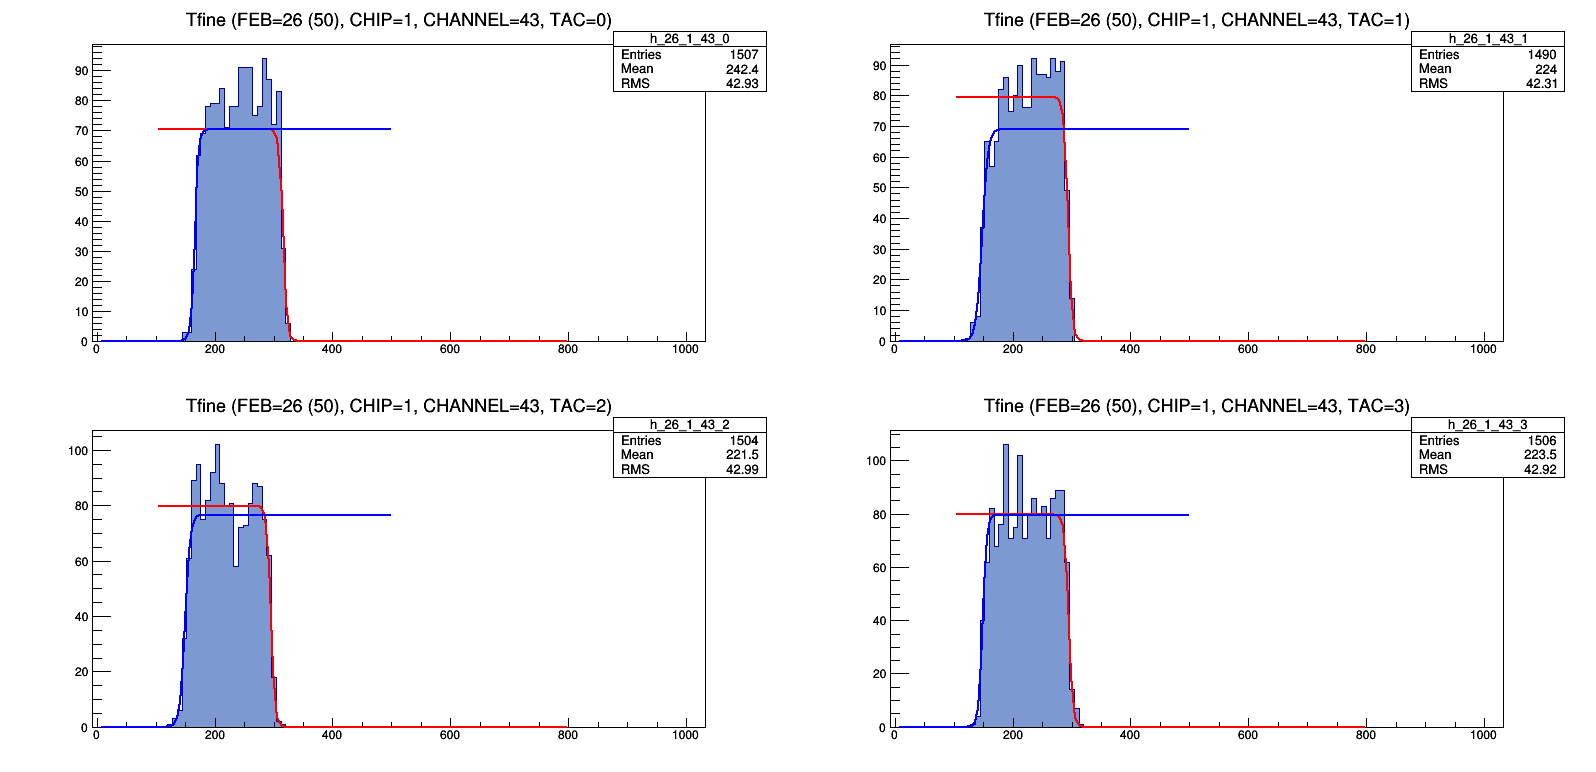 Tfine (FEB=26 (50), CHIP=1, CHANNEL=43, TAC=0)
h_26_1_43_0
Entries 1507
Mean 242.4
RMS 42.93
90
80
70
60
50
40
30
20
10
0
0 200 400 600 800 1000
Tfine (FEB=26 (50), CHIP=1, CHANNEL=43, TAC=1)
h_26_1_43_1
Entries 1490
Mean 224
RMS 42.31
90
80
70
60
50
40
30
20
10
0
0 200 400 600 800 1000
Tfine (FEB=26 (50), CHIP=1, CHANNEL=43, TAC=2)
h_26_1_43_2
Entries 1504
Mean 221.5
RMS 42.99
100
80
60
40
20
0
0 200 400 600 800 1000
Tfine (FEB=26 (50), CHIP=1, CHANNEL=43, TAC=3)
h_26_1_43_3
Entries 1506
Mean 223.5
RMS 42.92
100
80
60
40
20
0
0 200 400 600 800 1000